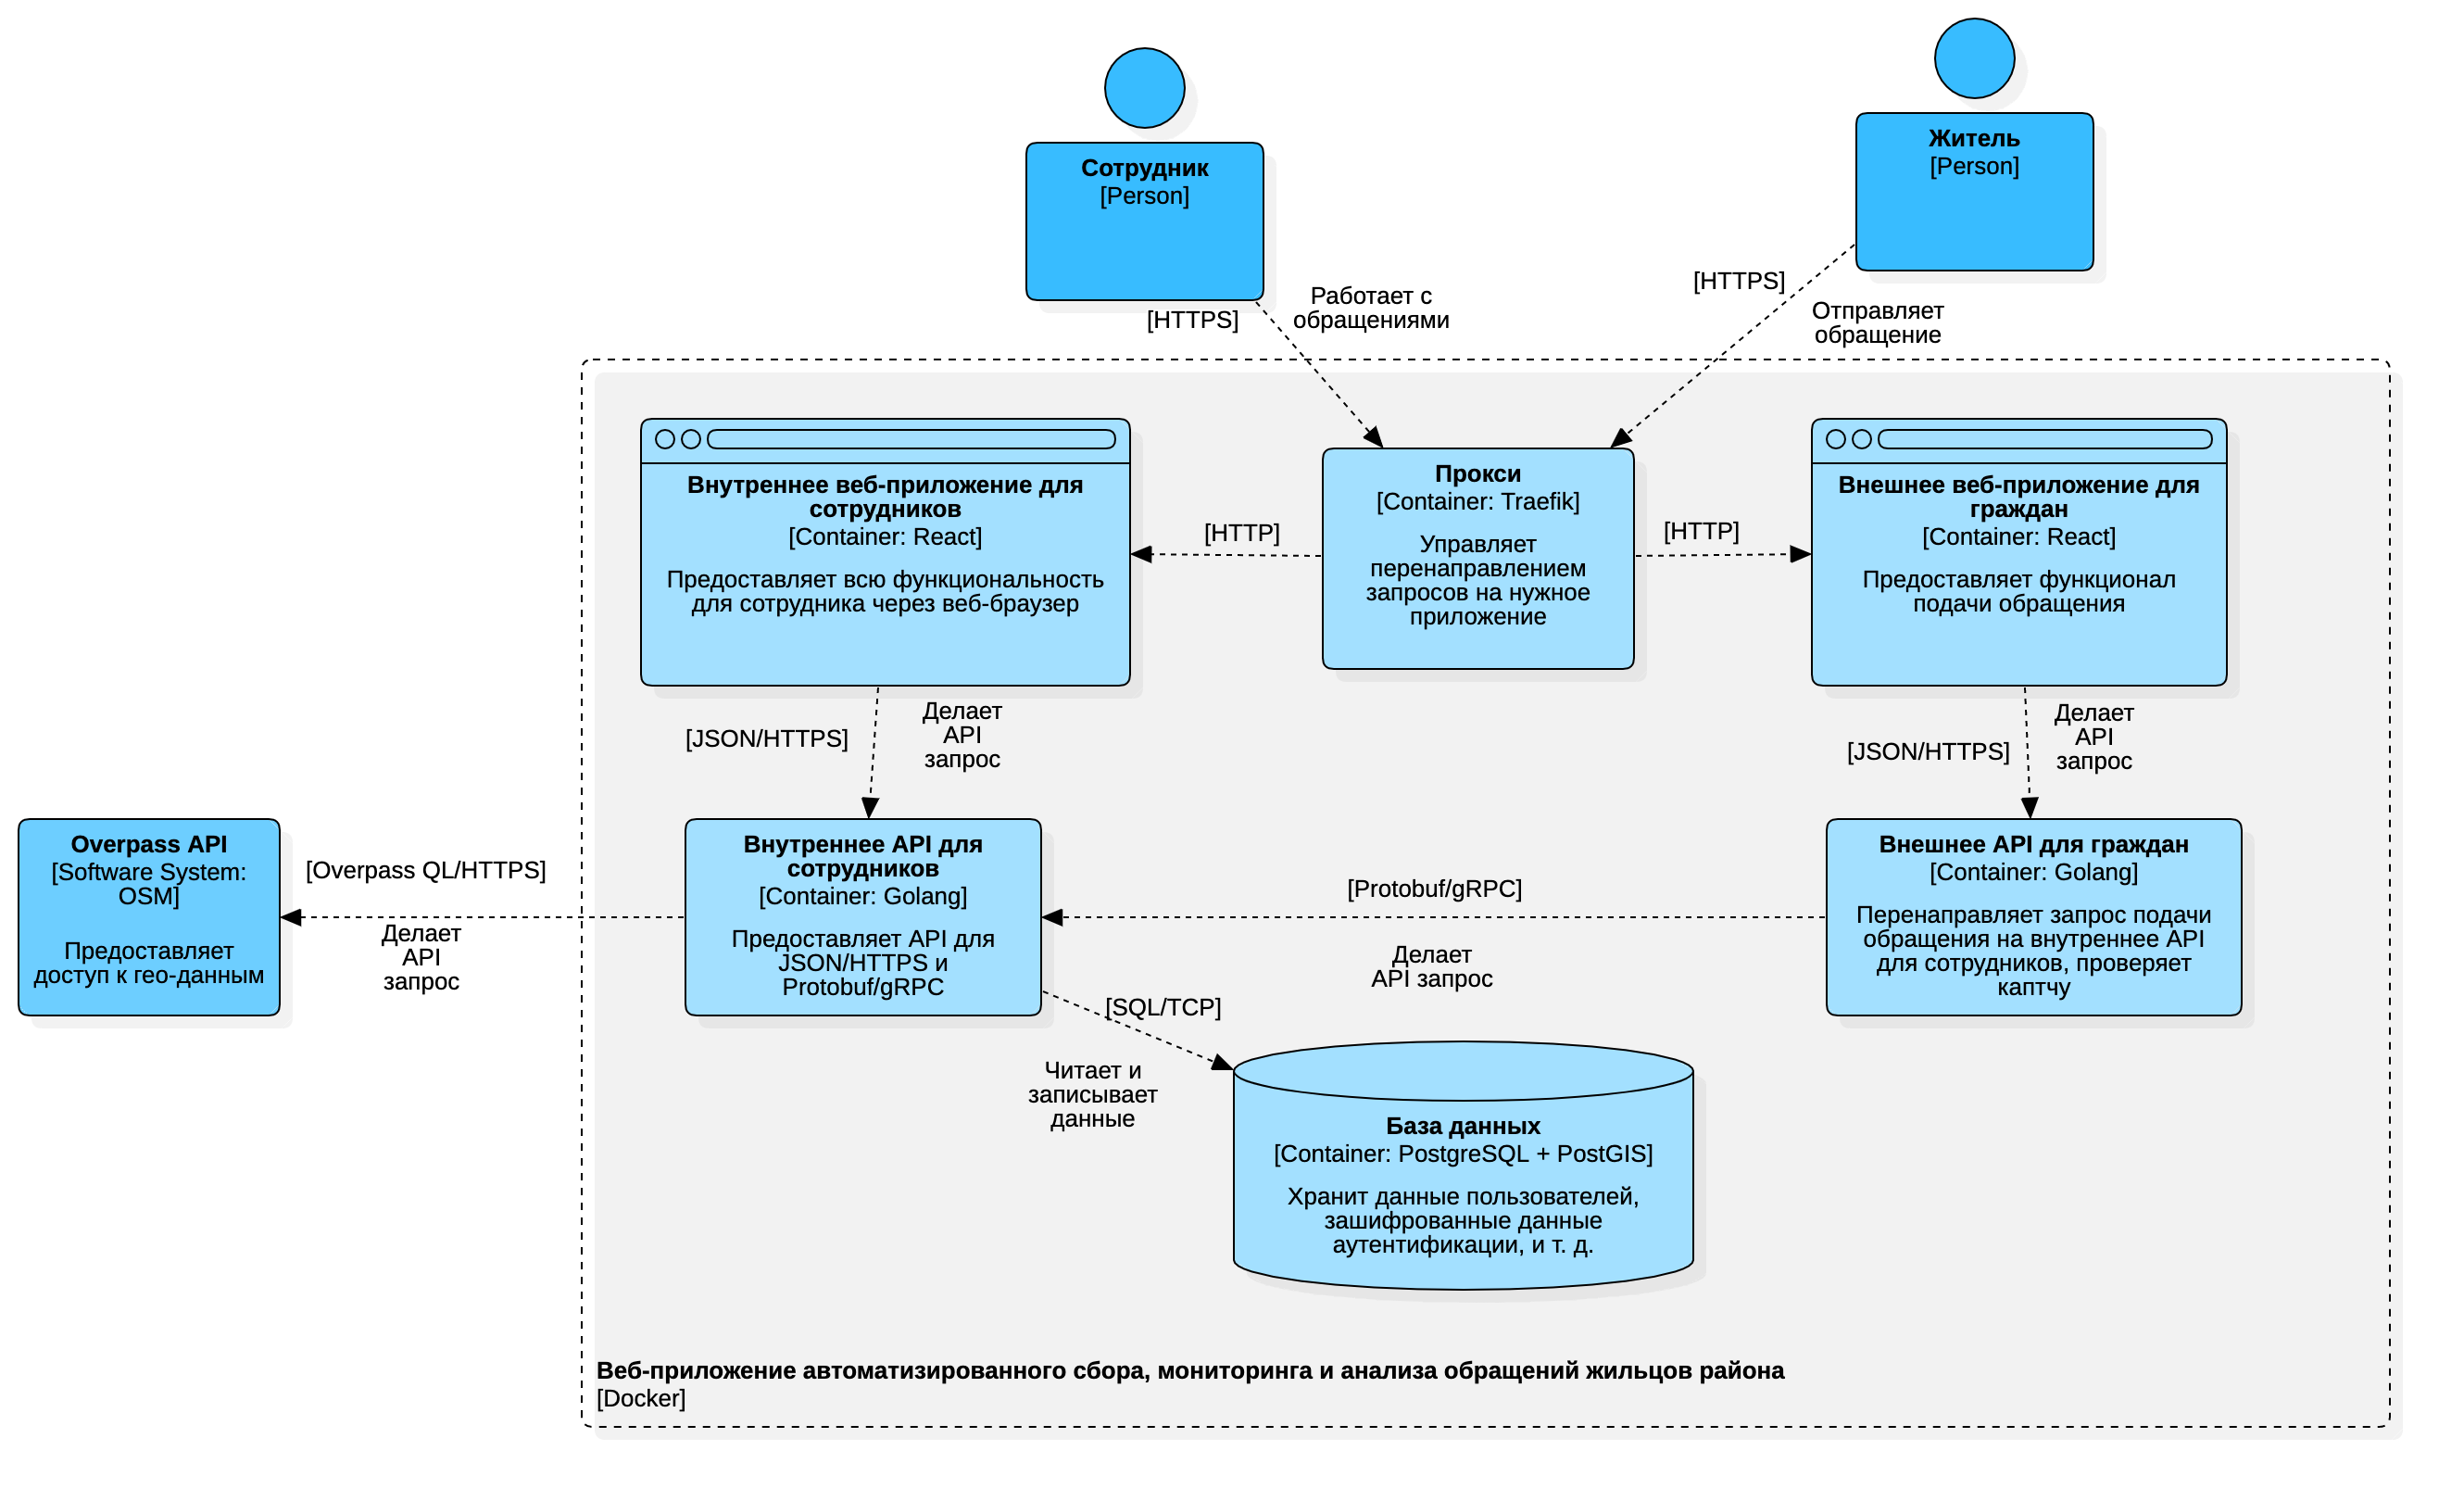 Житель
[Person]
Сотрудник
[Person]
[HTTPS]
Работает с
обращениями
[HTTPS]
Отправляет
обращение
Внутреннее веб-приложение для
сотрудников
[Container: React]
Предоставляет всю функциональность
для сотрудника через веб-браузер
[HTTP]
Прокси
[Container: Traefik]
Управляет
перенаправлением
запросов на нужное
приложение
[HTTP]
Внешнее веб-приложение для
граждан
[Container: React]
Предоставляет функционал
подачи обращения
[JSON/HTTPS]
Делает
API
запрос
[JSON/HTTPS]
Делает
API
запрос
Overpass API
[Software System:
OSM]
Предоставляет
доступ к гео-данным
[Overpass QL/HTTPS]
Делает
API
запрос
Внутреннее API для
сотрудников
[Container: Golang]
Предоставляет API для
JSON/HTTPS и
Protobuf/gRPC
[Protobuf/gRPC]
Делает
API запрос
Внешнее API для граждан
[Container: Golang]
Перенаправляет запрос подачи
обращения на внутреннее API
для сотрудников, проверяет
каптчу
[SQL/TCP]
Читает и
записывает
данные
База данных
[Container: PostgreSQL + PostGIS]
Хранит данные пользователей,
зашифрованные данные
аутентификации, и т. д.
Веб-приложение автоматизированного сбора, мониторинга и анализа обращений жильцов района
[Docker]